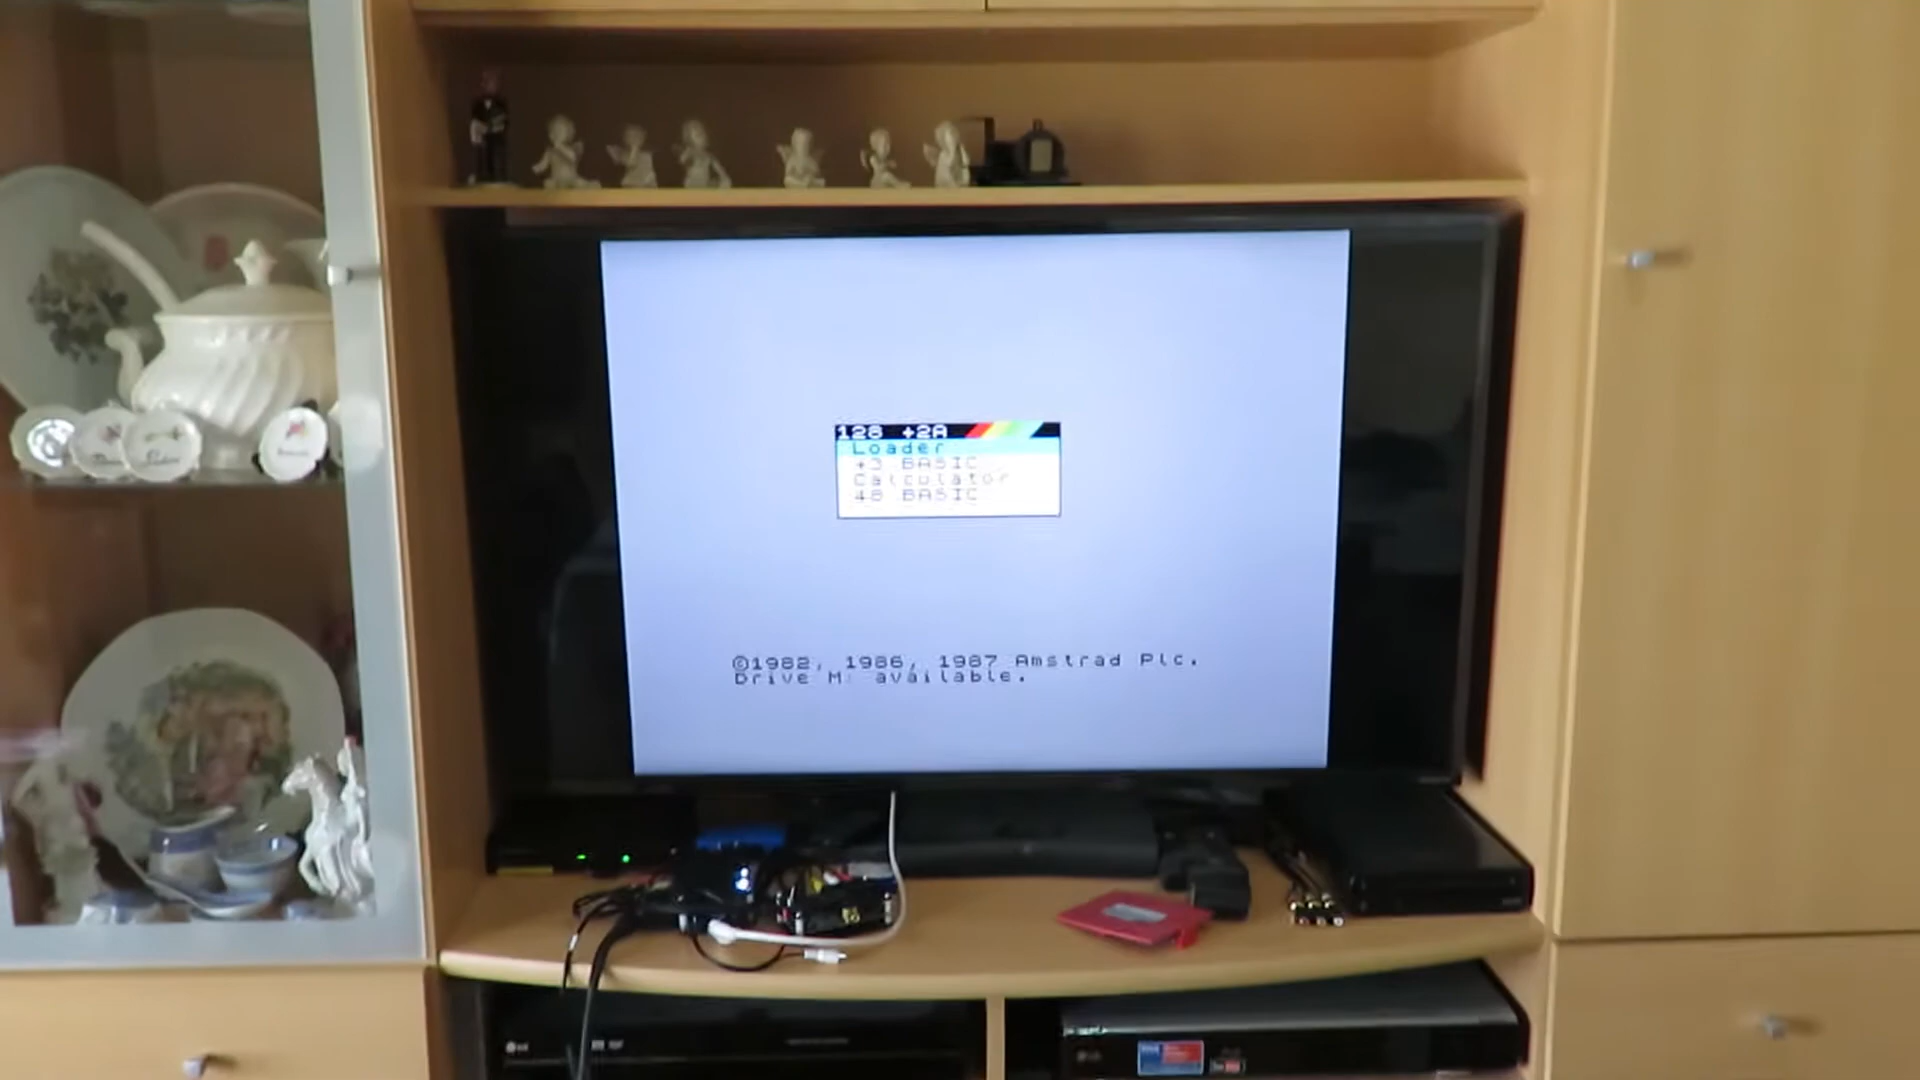 128 +2A
Loader
+3 BASIC
Calculator
48 BASIC
©1982, 1986, 1987 Amstrad Plc.
Drive M: available.